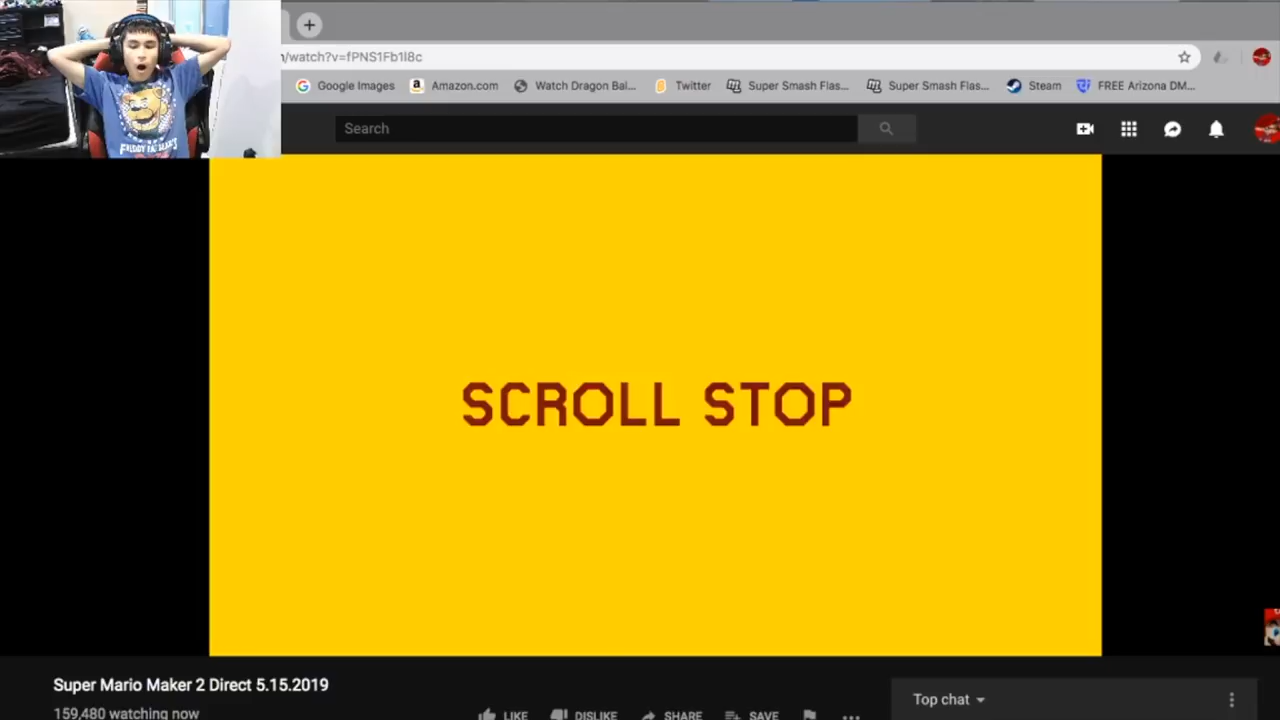 /watch?v=fPNS1Fb1l8c
Google Images Amazon.com Watch Dragon Bal... Twitter Super Smash Flas... Super Smash Flas... Steam FREE Arizona DM...
Search
SCROLL STOP
Super Mario Maker 2 Direct 5.15.2019
159,480 watching now
LIKE DISLIKE SHARE SAVE
Top chat